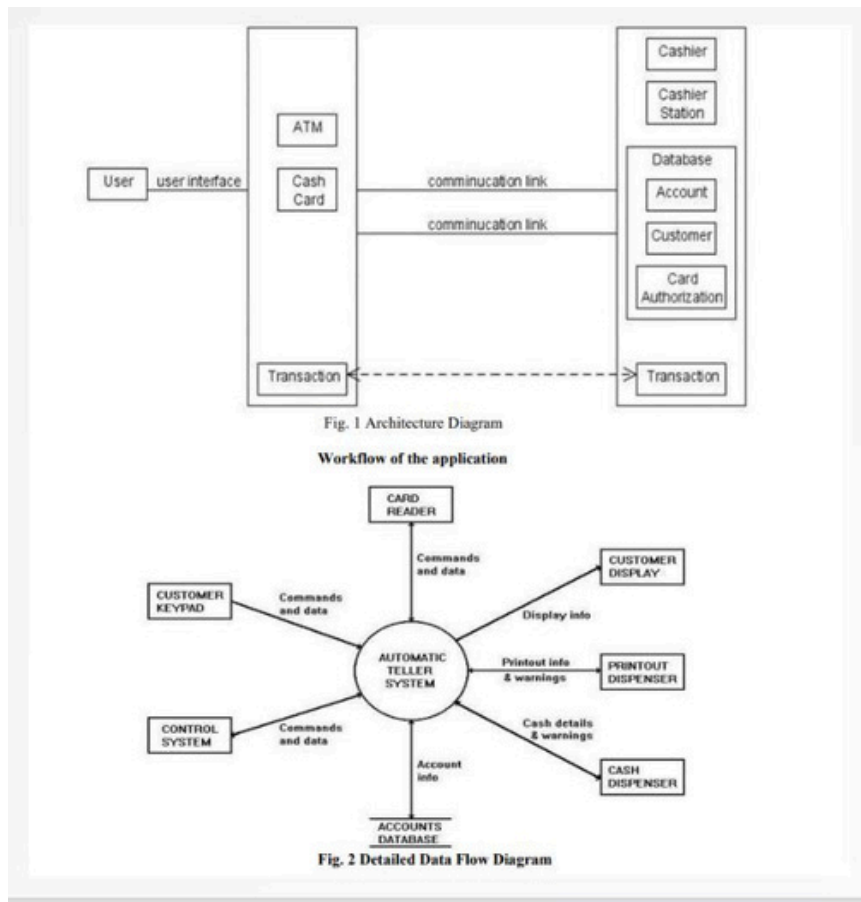 Cashier
Cashier
Station
Database
Account
Customer
Card
Authorization
Transaction
ATM
Cash
Card
Transaction
User
user interface
comminucation link
comminucation link
Fig. 1 Architecture Diagram
Workflow of the application
CARD
READER
Commands
and data
CUSTOMER
KEYPAD
Commands
and data
CUSTOMER
DISPLAY
Display info
AUTOMATIC
TELLER
SYSTEM
Printout info
& warnings
PRINTOUT
DISPENSER
CONTROL
SYSTEM
Commands
and data
Cash details
& warnings
CASH
DISPENSER
Account
info
ACCOUNTS
DATABASE
Fig. 2 Detailed Data Flow Diagram